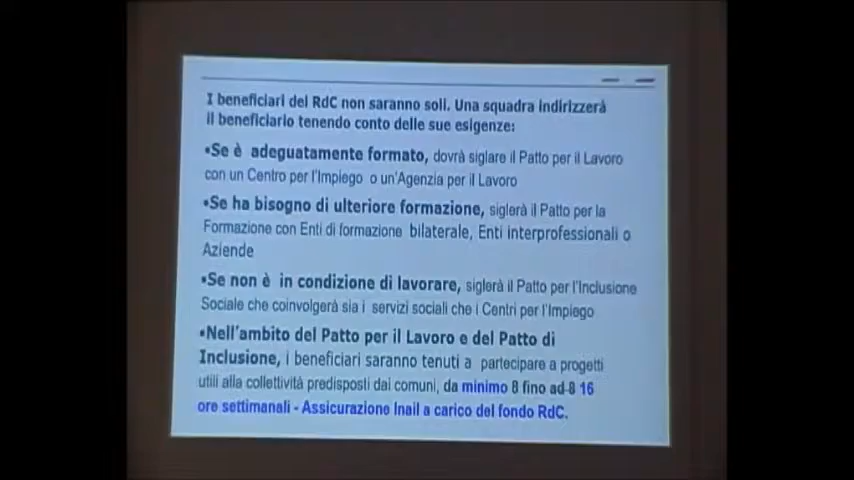 I beneficiari del RdC non saranno soli. Una squadra indirizzerà
il beneficiario tenendo conto delle sue esigenze:
•Se è adeguatamente formato, dovrà siglare il Patto per il Lavoro
con un Centro per l'Impiego o un'Agenzia per il Lavoro
•Se ha bisogno di ulteriore formazione, siglerà il Patto per la
Formazione con Enti di formazione bilaterale, Enti interprofessionali o
Aziende
•Se non è in condizione di lavorare, siglerà il Patto per l'Inclusione
Sociale che coinvolgerà sia i servizi sociali che i Centri per l'Impiego
•Nell'ambito del Patto per il Lavoro e del Patto di
Inclusione, i beneficiari saranno tenuti a partecipare a progetti
utili alla collettività predisposti dai comuni, da minimo 8 fino ad 8 16
ore settimanali - Assicurazione Inail a carico del fondo RdC.